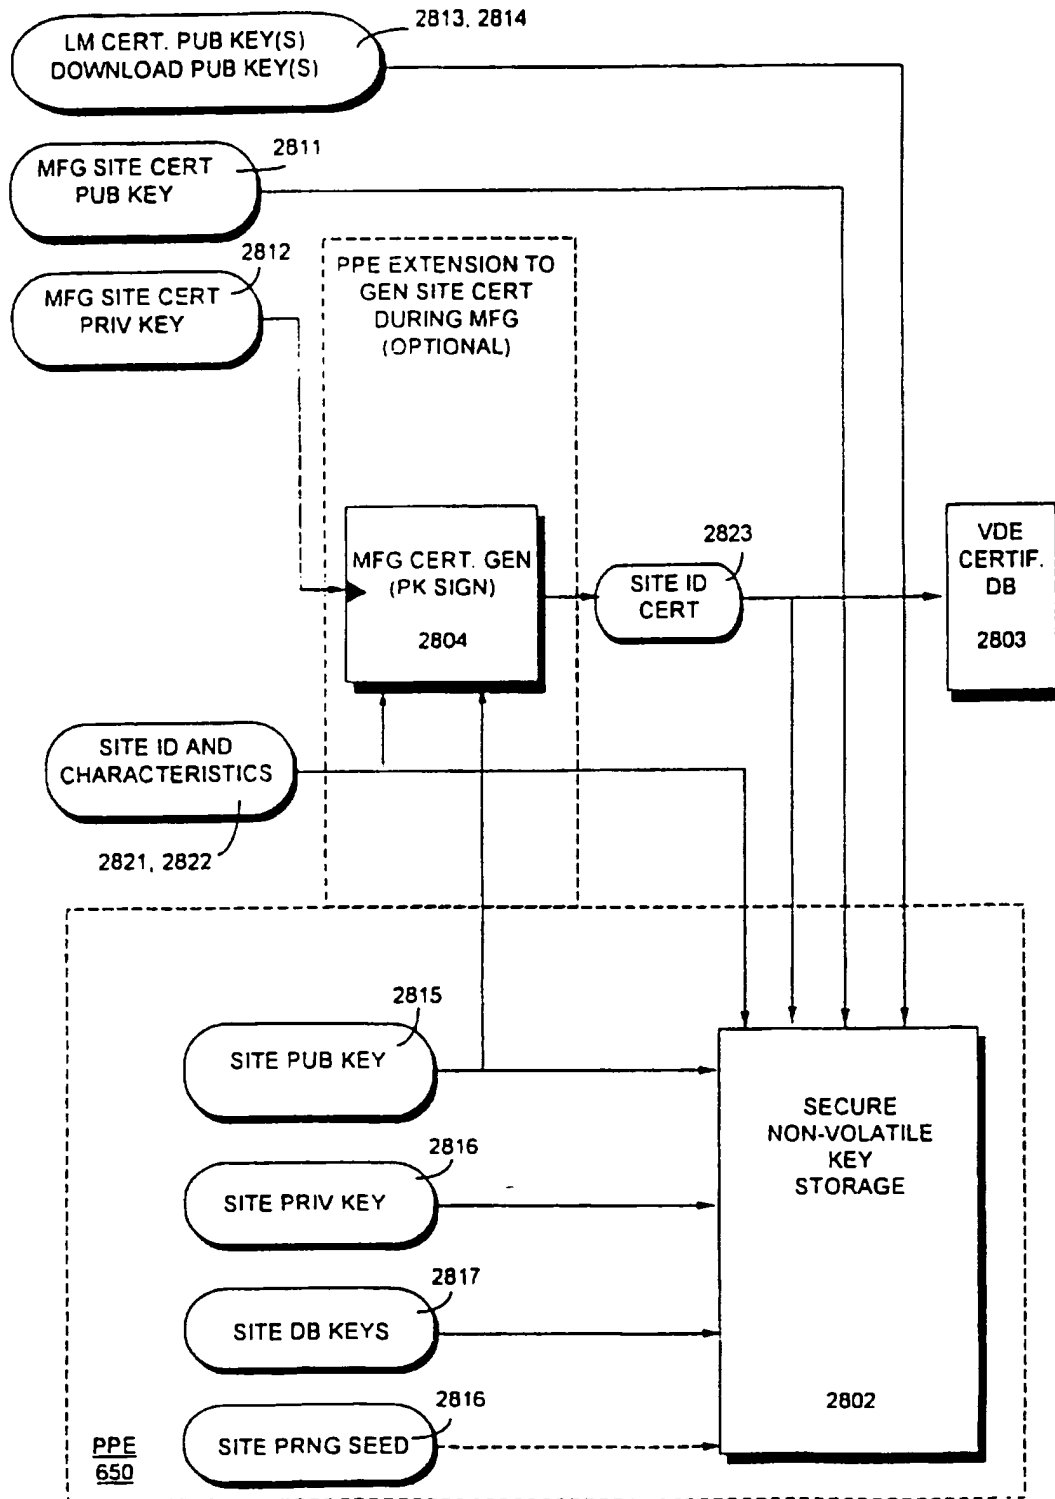 2813, 2814
LM CERT. PUB KEY(S)
DOWNLOAD PUB KEY(S)
2811
MFG SITE CERT
PUB KEY
2812
MFG SITE CERT
PRIV KEY
PPE EXTENSION TO
GEN SITE CERT
DURING MFG
(OPTIONAL)
MFG CERT. GEN
(PK SIGN)
2804
2823
SITE ID
CERT
VDE
CERTIF.
DB
2803
SITE ID AND
CHARACTERISTICS
2821, 2822
2815
SITE PUB KEY
2816
SITE PRIV KEY
2817
SITE DB KEYS
2816
SITE PRNG SEED
SECURE
NON-VOLATILE
KEY
STORAGE
2802
PPE
650